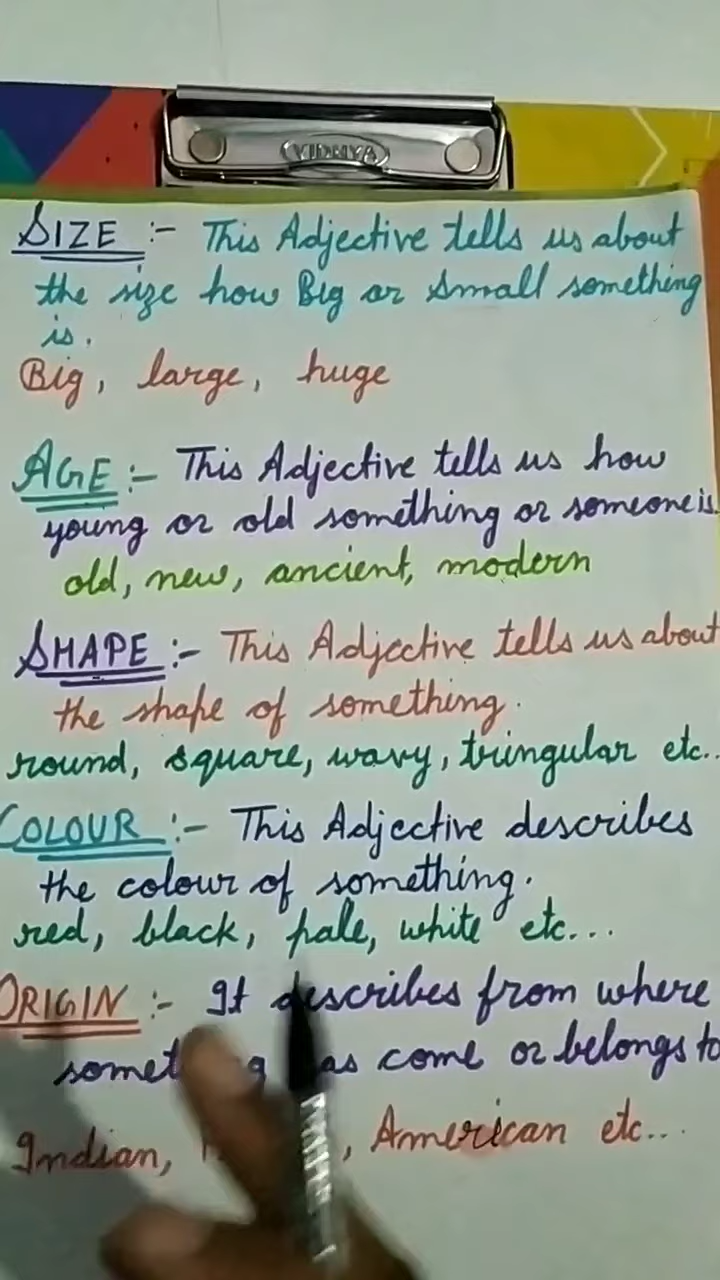 VIDHYA
SIZE :- This Adjective tells us about
the size how Big or Small something
is.
Big, large, huge
AGE :- This Adjective tells us how
young or old something or someone is.
old, new, ancient, modern
SHAPE :- This Adjective tells us about
the shape of something.
round, square, wavy, tringular etc..
COLOUR :- This Adjective describes
the colour of something.
red, black, pale, white etc...
ORIGIN :- It describes from where
something has come or belongs to
Indian, , American etc...